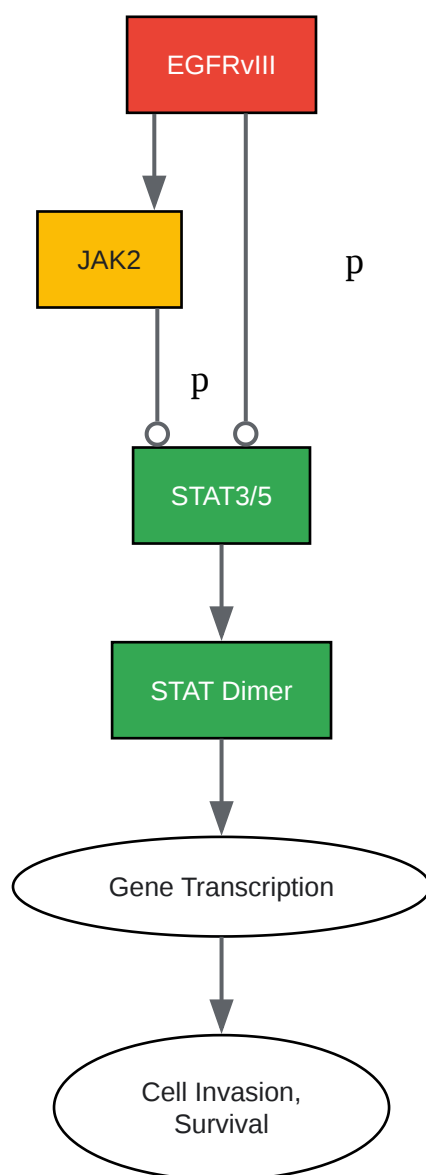 EGFRvIII
JAK2
p
p
STAT3/5
STAT Dimer
Gene Transcription
Cell Invasion,
Survival